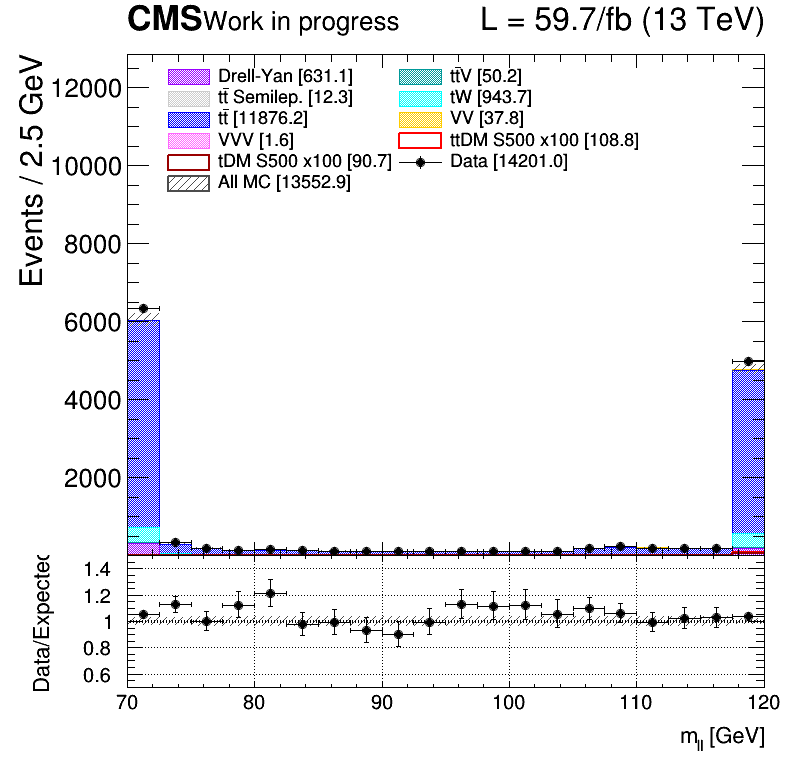 CMS Work in progress L = 59.7/fb (13 TeV)
Events / 2.5 GeV
12000
10000
8000
6000
4000
2000
Drell-Yan [631.1] tt̄V [50.2]
tt̄ Semilep. [12.3] tW [943.7]
tt̄ [11876.2] VV [37.8]
VVV [1.6] ttDM S500 x100 [108.8]
tDM S500 x100 [90.7] Data [14201.0]
All MC [13552.9]
Data/Expected
1.4
1.2
1
0.8
0.6
70 80 90 100 110 120
m_ll [GeV]